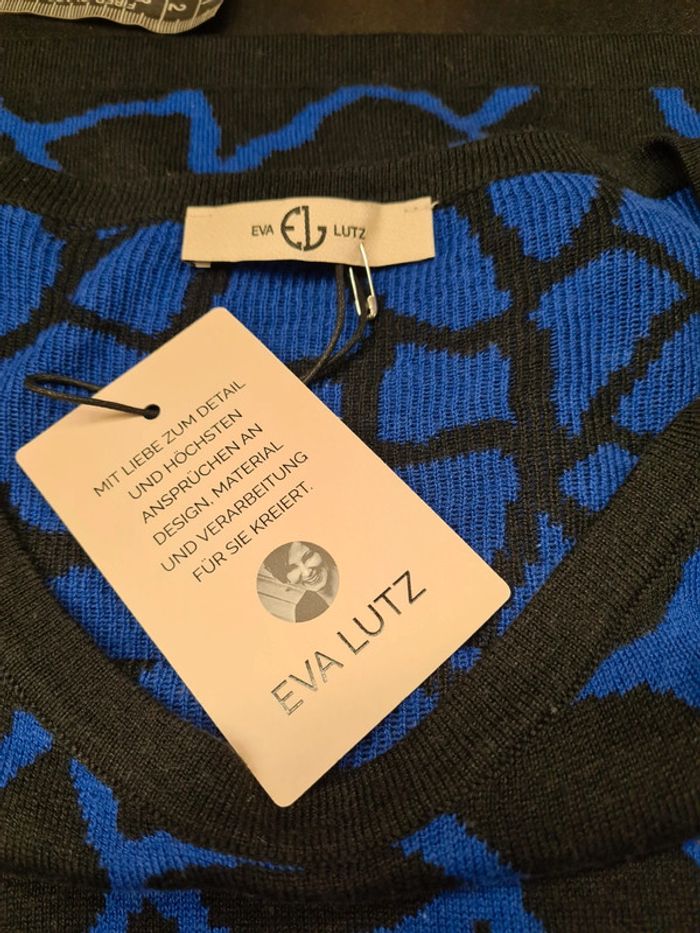 EVA EL LUTZ
MIT LIEBE ZUM DETAIL
UND HÖCHSTEN
ANSPRÜCHEN AN
DESIGN, MATERIAL
UND VERARBEITUNG
FÜR SIE KREIERT.
EVA LUTZ